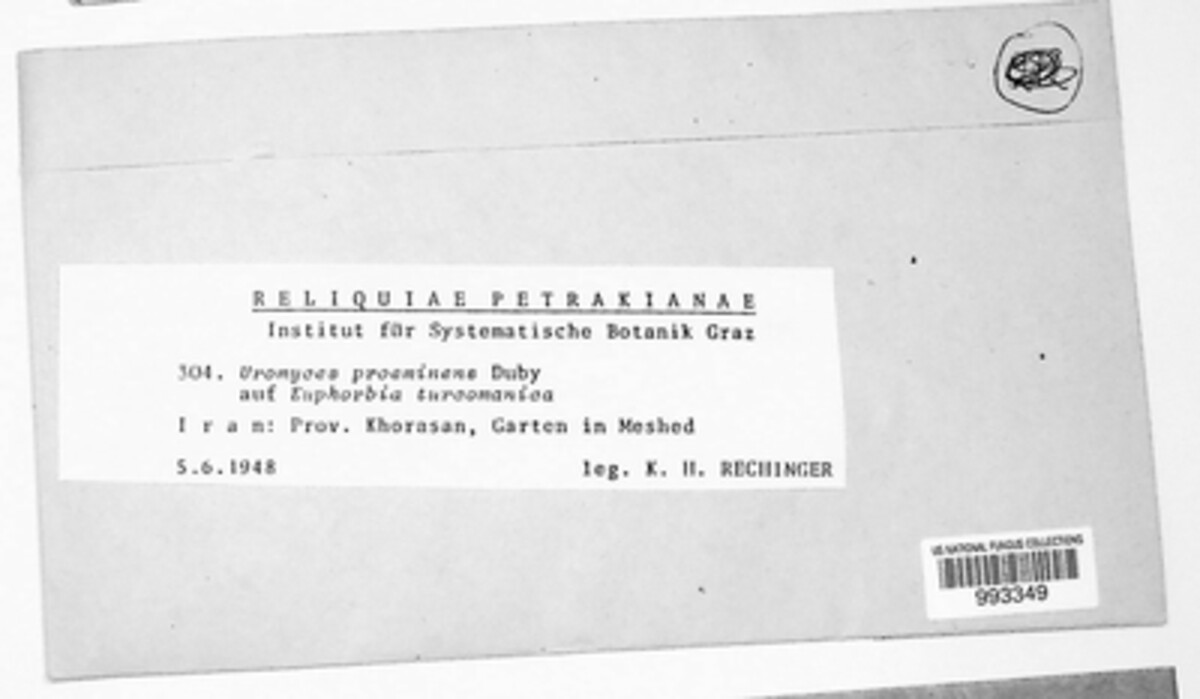 RELIQUIAE PETRAKIANAE
Institut für Systematische Botanik Graz
304. Uromyces proeminens Duby
auf Euphorbia turcomanica
Iran: Prov. Khorasan, Garten in Meshed
5.6.1948 leg. K. H. RECHINGER
US NATIONAL FUNGUS COLLECTIONS
993349